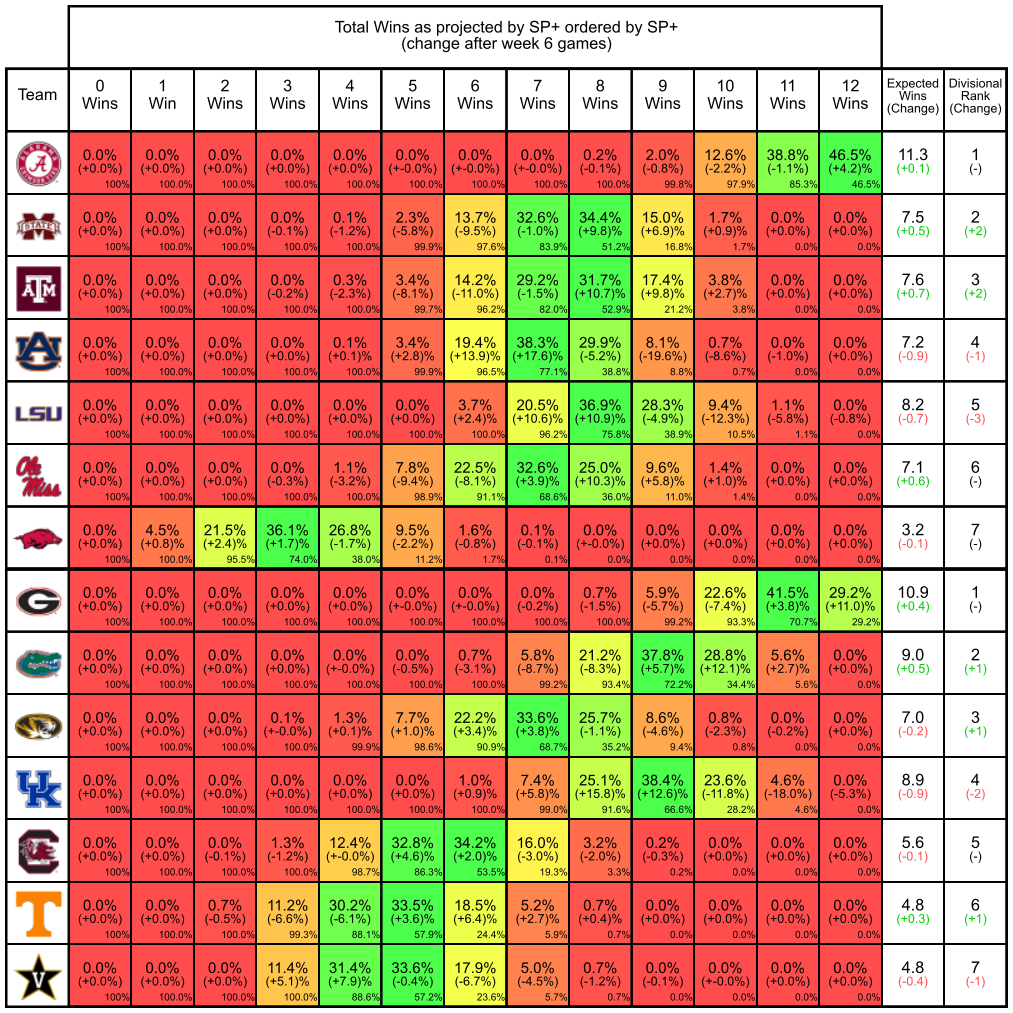 Total Wins as projected by SP+ ordered by SP+
(change after week 6 games)
Team 0 Wins 1 Win 2 Wins 3 Wins 4 Wins 5 Wins 6 Wins 7 Wins 8 Wins 9 Wins 10 Wins 11 Wins 12 Wins Expected Wins (Change) Divisional Rank (Change)
ALABAMA CRIMSON TIDE A
0.0% 0.0% 0.0% 0.0% 0.0% 0.0% 0.0% 0.0% 0.2% 2.0% 12.6% 38.8% 46.5% 11.3 1
(+0.0%) (+0.0%) (+0.0%) (+0.0%) (+0.0%) (+-0.0%) (+-0.0%) (+-0.0%) (-0.1%) (-0.8%) (-2.2%) (-1.1%) (+4.2)% (+0.1) (-)
100% 100.0% 100.0% 100.0% 100.0% 100.0% 100.0% 100.0% 100.0% 99.8% 97.9% 85.3% 46.5%
M STATE
0.0% 0.0% 0.0% 0.0% 0.1% 2.3% 13.7% 32.6% 34.4% 15.0% 1.7% 0.0% 0.0% 7.5 2
(+0.0%) (+0.0%) (+0.0%) (-0.1%) (-1.2%) (-5.8%) (-9.5%) (-1.0%) (+9.8)% (+6.9)% (+0.9)% (+0.0%) (+0.0%) (+0.5) (+2)
100% 100.0% 100.0% 100.0% 100.0% 99.9% 97.6% 83.9% 51.2% 16.8% 1.7% 0.0% 0.0%
ATM
0.0% 0.0% 0.0% 0.0% 0.3% 3.4% 14.2% 29.2% 31.7% 17.4% 3.8% 0.0% 0.0% 7.6 3
(+0.0%) (+0.0%) (+0.0%) (-0.2%) (-2.3%) (-8.1%) (-11.0%) (-1.5%) (+10.7)% (+9.8)% (+2.7)% (+0.0%) (+0.0%) (+0.7) (+2)
100% 100.0% 100.0% 100.0% 100.0% 99.7% 96.2% 82.0% 52.9% 21.2% 3.8% 0.0% 0.0%
AU
0.0% 0.0% 0.0% 0.0% 0.1% 3.4% 19.4% 38.3% 29.9% 8.1% 0.7% 0.0% 0.0% 7.2 4
(+0.0%) (+0.0%) (+0.0%) (+0.0%) (+0.1)% (+2.8)% (+13.9)% (+17.6)% (-5.2%) (-19.6%) (-8.6%) (-1.0%) (+0.0%) (-0.9) (-1)
100% 100.0% 100.0% 100.0% 100.0% 99.9% 96.5% 77.1% 38.8% 8.8% 0.7% 0.0% 0.0%
LSU
0.0% 0.0% 0.0% 0.0% 0.0% 0.0% 3.7% 20.5% 36.9% 28.3% 9.4% 1.1% 0.0% 8.2 5
(+0.0%) (+0.0%) (+0.0%) (+0.0%) (+0.0%) (+0.0%) (+2.4)% (+10.6)% (+10.9)% (-4.9%) (-12.3%) (-5.8%) (-0.8%) (-0.7) (-3)
100% 100.0% 100.0% 100.0% 100.0% 100.0% 100.0% 96.2% 75.8% 38.9% 10.5% 1.1% 0.0%
Ole Miss
0.0% 0.0% 0.0% 0.0% 1.1% 7.8% 22.5% 32.6% 25.0% 9.6% 1.4% 0.0% 0.0% 7.1 6
(+0.0%) (+0.0%) (+0.0%) (-0.3%) (-3.2%) (-9.4%) (-8.1%) (+3.9)% (+10.3)% (+5.8)% (+1.0)% (+0.0%) (+0.0%) (+0.6) (-)
100% 100.0% 100.0% 100.0% 100.0% 98.9% 91.1% 68.6% 36.0% 11.0% 1.4% 0.0% 0.0%
0.0% 4.5% 21.5% 36.1% 26.8% 9.5% 1.6% 0.1% 0.0% 0.0% 0.0% 0.0% 0.0% 3.2 7
(+0.0%) (+0.8)% (+2.4)% (+1.7)% (-1.7%) (-2.2%) (-0.8%) (-0.1%) (+-0.0%) (+0.0%) (+0.0%) (+0.0%) (+0.0%) (-0.1) (-)
100% 100.0% 95.5% 74.0% 38.0% 11.2% 1.7% 0.1% 0.0% 0.0% 0.0% 0.0% 0.0%
G
0.0% 0.0% 0.0% 0.0% 0.0% 0.0% 0.0% 0.0% 0.7% 5.9% 22.6% 41.5% 29.2% 10.9 1
(+0.0%) (+0.0%) (+0.0%) (+0.0%) (+0.0%) (+-0.0%) (+-0.0%) (-0.2%) (-1.5%) (-5.7%) (-7.4%) (+3.8)% (+11.0)% (+0.4) (-)
100% 100.0% 100.0% 100.0% 100.0% 100.0% 100.0% 100.0% 100.0% 99.2% 93.3% 70.7% 29.2%
0.0% 0.0% 0.0% 0.0% 0.0% 0.0% 0.7% 5.8% 21.2% 37.8% 28.8% 5.6% 0.0% 9.0 2
(+0.0%) (+0.0%) (+0.0%) (+0.0%) (+-0.0%) (-0.5%) (-3.1%) (-8.7%) (-8.3%) (+5.7)% (+12.1)% (+2.7)% (+0.0%) (+0.5) (+1)
100% 100.0% 100.0% 100.0% 100.0% 100.0% 100.0% 99.2% 93.4% 72.2% 34.4% 5.6% 0.0%
0.0% 0.0% 0.0% 0.1% 1.3% 7.7% 22.2% 33.6% 25.7% 8.6% 0.8% 0.0% 0.0% 7.0 3
(+0.0%) (+0.0%) (+0.0%) (+-0.0%) (+0.1)% (+1.0)% (+3.4)% (+3.8)% (-1.1%) (-4.6%) (-2.3%) (-0.2%) (+0.0%) (-0.2) (+1)
100% 100.0% 100.0% 100.0% 99.9% 98.6% 90.9% 68.7% 35.2% 9.4% 0.8% 0.0% 0.0%
UK
0.0% 0.0% 0.0% 0.0% 0.0% 0.0% 1.0% 7.4% 25.1% 38.4% 23.6% 4.6% 0.0% 8.9 4
(+0.0%) (+0.0%) (+0.0%) (+0.0%) (+0.0%) (+0.0%) (+0.9)% (+5.8)% (+15.8)% (+12.6)% (-11.8%) (-18.0%) (-5.3%) (-0.9) (-2)
100% 100.0% 100.0% 100.0% 100.0% 100.0% 100.0% 99.0% 91.6% 66.6% 28.2% 4.6% 0.0%
C
0.0% 0.0% 0.0% 1.3% 12.4% 32.8% 34.2% 16.0% 3.2% 0.2% 0.0% 0.0% 0.0% 5.6 5
(+0.0%) (+0.0%) (-0.1%) (-1.2%) (+-0.0%) (+4.6)% (+2.0)% (-3.0%) (-2.0%) (-0.3%) (+0.0%) (+0.0%) (+0.0%) (-0.1) (-)
100% 100.0% 100.0% 100.0% 98.7% 86.3% 53.5% 19.3% 3.3% 0.2% 0.0% 0.0% 0.0%
T
0.0% 0.0% 0.7% 11.2% 30.2% 33.5% 18.5% 5.2% 0.7% 0.0% 0.0% 0.0% 0.0% 4.8 6
(+0.0%) (+0.0%) (-0.5%) (-6.6%) (-6.1%) (+3.6)% (+6.4)% (+2.7)% (+0.4)% (+0.0%) (+0.0%) (+0.0%) (+0.0%) (+0.3) (+1)
100% 100.0% 100.0% 99.3% 88.1% 57.9% 24.4% 5.9% 0.7% 0.0% 0.0% 0.0% 0.0%
V
0.0% 0.0% 0.0% 11.4% 31.4% 33.6% 17.9% 5.0% 0.7% 0.0% 0.0% 0.0% 0.0% 4.8 7
(+0.0%) (+0.0%) (+0.0%) (+5.1)% (+7.9)% (-0.4%) (-6.7%) (-4.5%) (-1.2%) (-0.1%) (+-0.0%) (+0.0%) (+0.0%) (-0.4) (-1)
100% 100.0% 100.0% 100.0% 88.6% 57.2% 23.6% 5.7% 0.7% 0.0% 0.0% 0.0% 0.0%